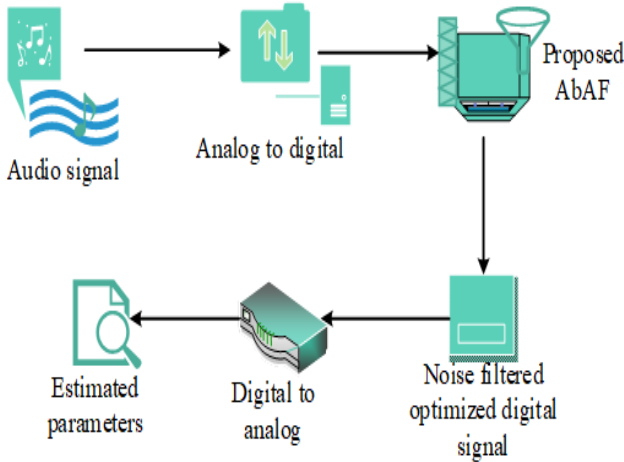 Audio signal
Analog to digital
Proposed
AbAF
Noise filtered
optimized digital
signal
Digital to
analog
Estimated
parameters